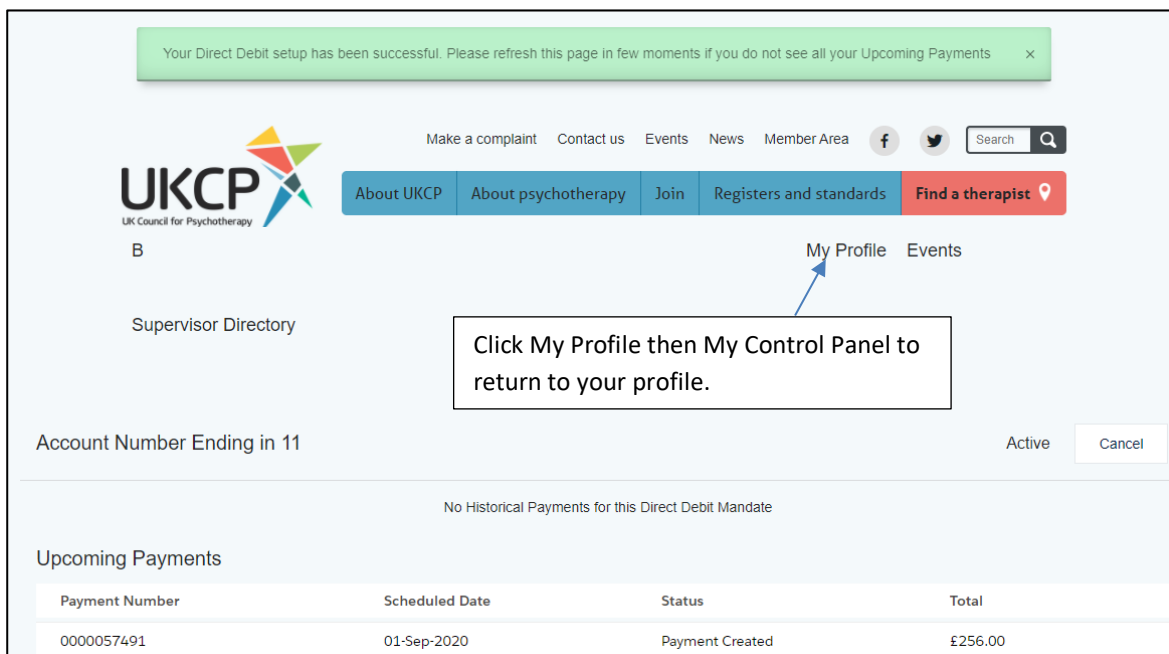 Your Direct Debit setup has been successful. Please refresh this page in few moments if you do not see all your Upcoming Payments ×
Make a complaint Contact us Events News Member Area f Search
UKCP
UK Council for Psychotherapy
About UKCP About psychotherapy Join Registers and standards Find a therapist
B My Profile Events
Supervisor Directory
Click My Profile then My Control Panel to
return to your profile.
Account Number Ending in 11 Active Cancel
No Historical Payments for this Direct Debit Mandate
Upcoming Payments
Payment Number Scheduled Date Status Total
0000057491 01-Sep-2020 Payment Created £256.00